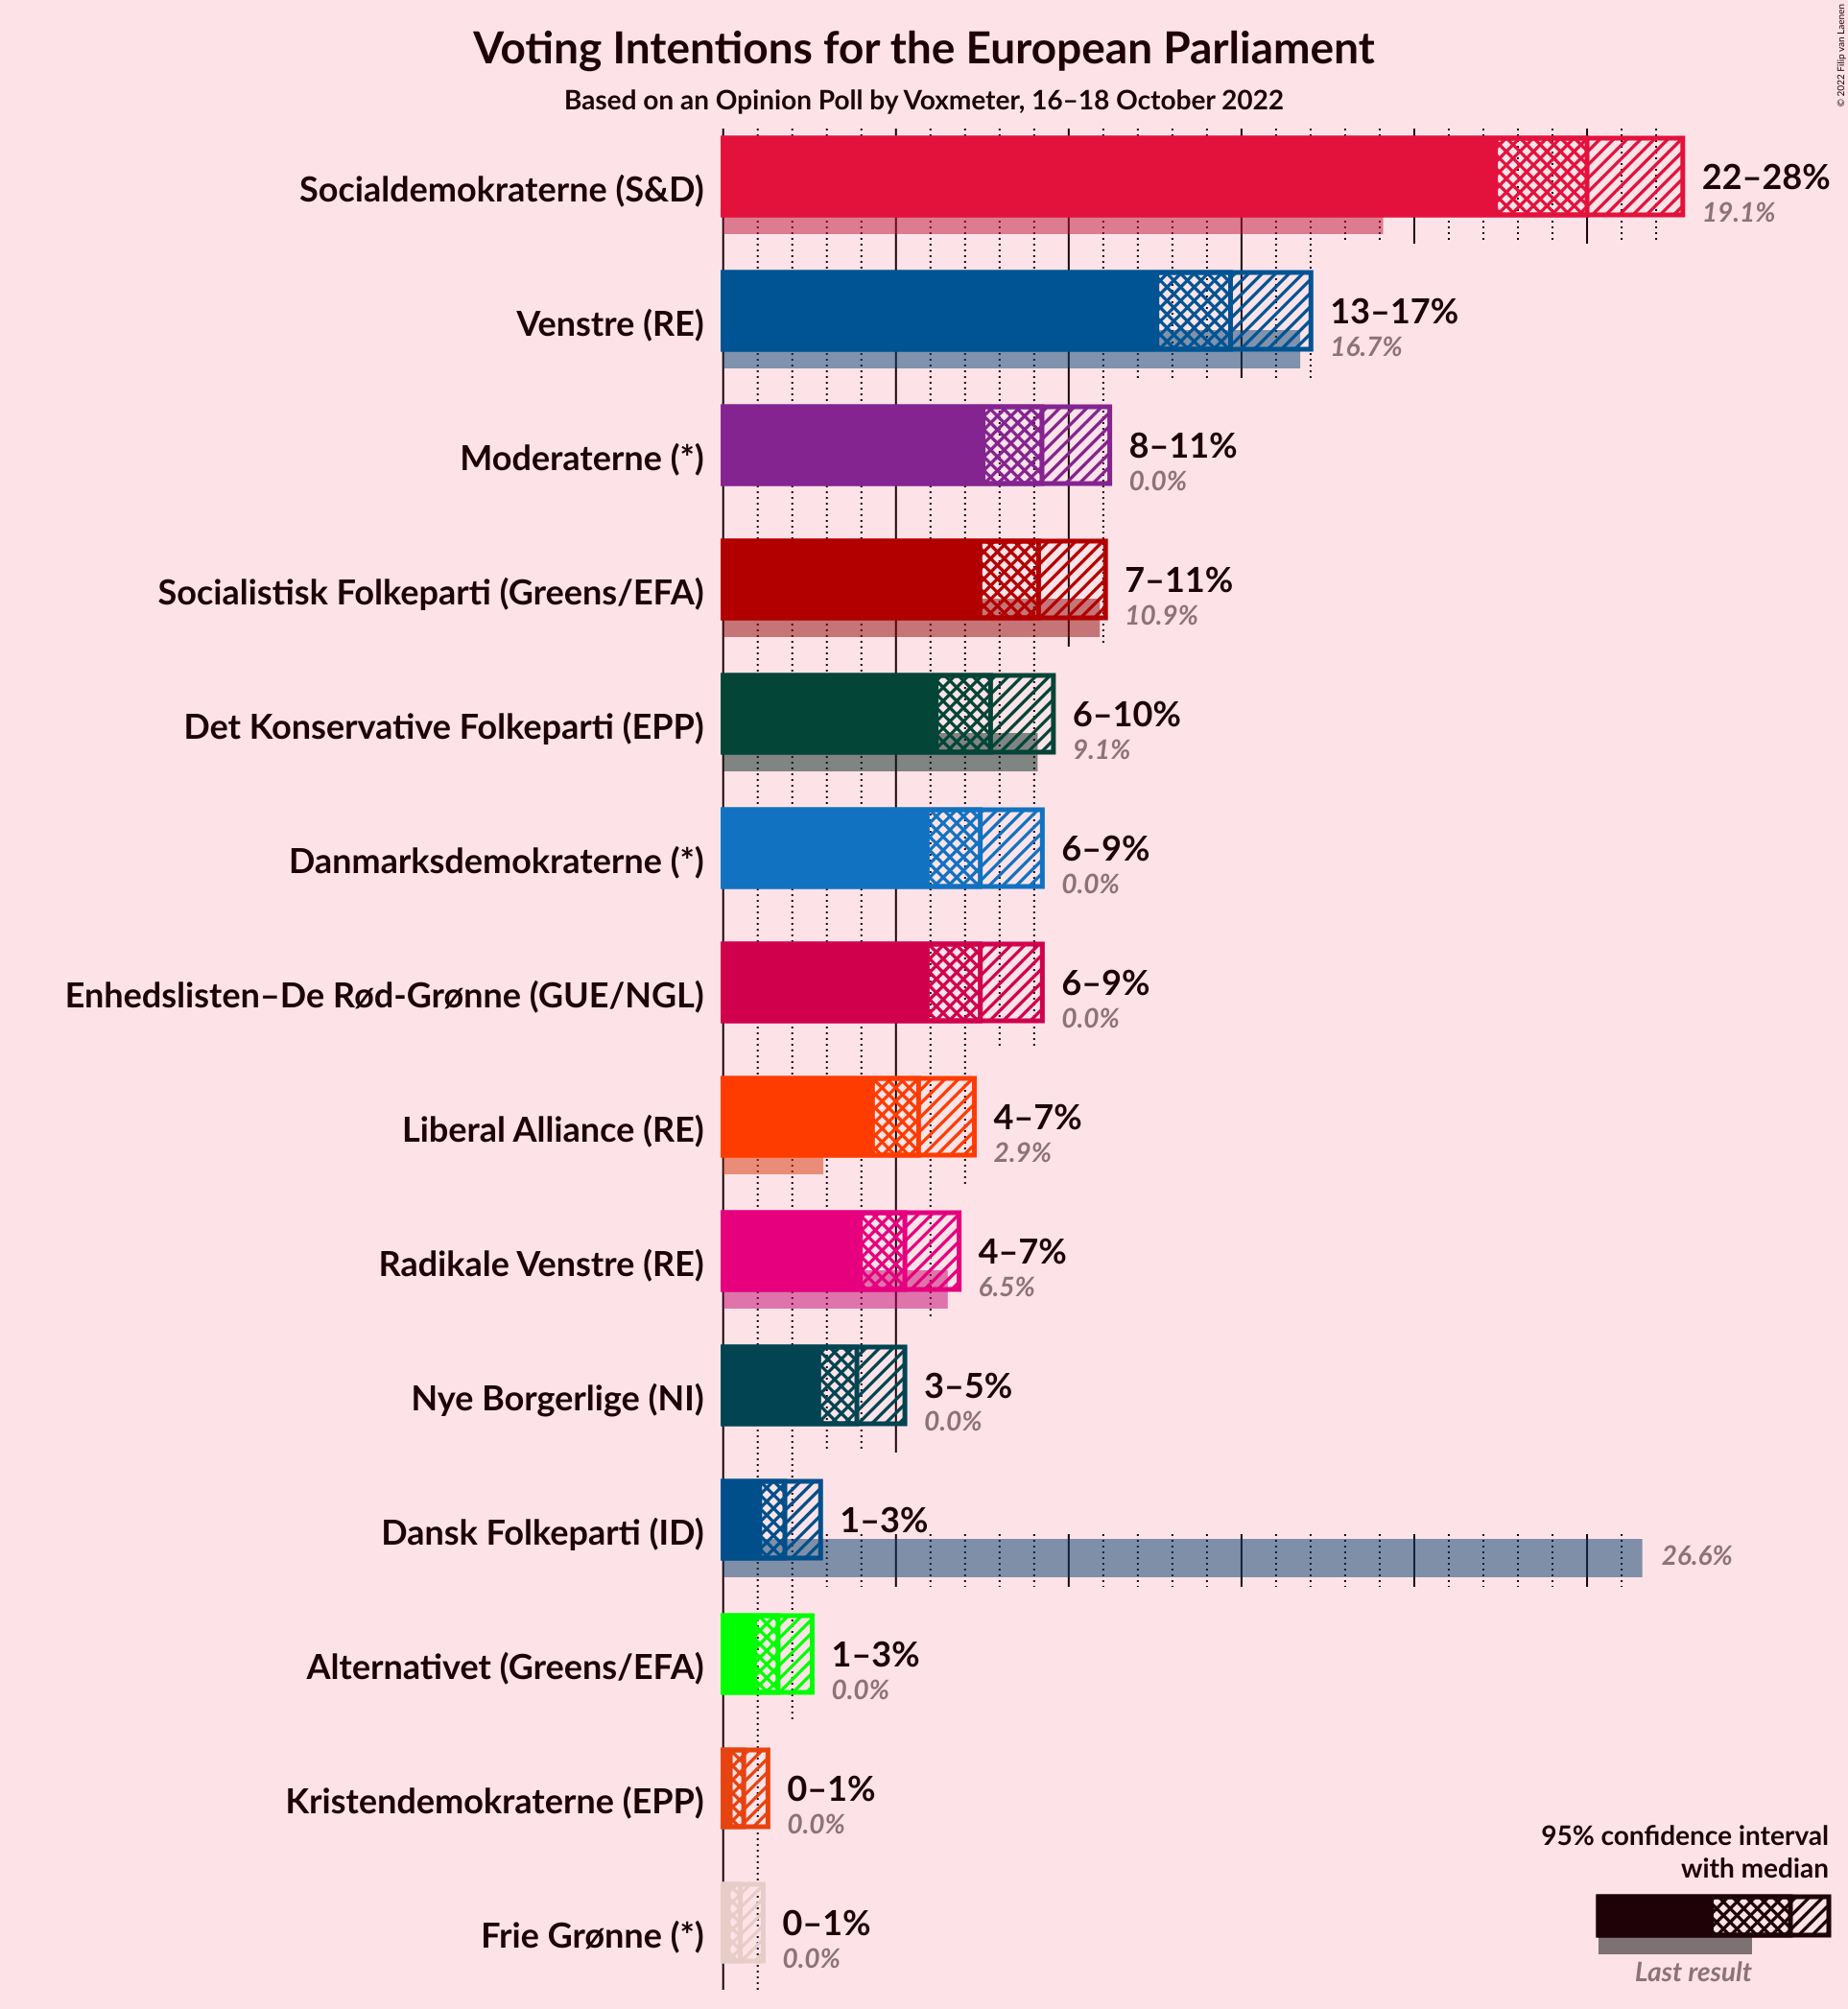 © 2022 Filip van Laenen
Voting Intentions for the European Parliament
Based on an Opinion Poll by Voxmeter, 16–18 October 2022
Socialdemokraterne (S&D)
22–28%
19.1%
Venstre (RE)
13–17%
16.7%
Moderaterne (*)
8–11%
0.0%
Socialistisk Folkeparti (Greens/EFA)
7–11%
10.9%
Det Konservative Folkeparti (EPP)
6–10%
9.1%
Danmarksdemokraterne (*)
6–9%
0.0%
Enhedslisten–De Rød-Grønne (GUE/NGL)
6–9%
0.0%
Liberal Alliance (RE)
4–7%
2.9%
Radikale Venstre (RE)
4–7%
6.5%
Nye Borgerlige (NI)
3–5%
0.0%
Dansk Folkeparti (ID)
1–3%
26.6%
Alternativet (Greens/EFA)
1–3%
0.0%
Kristendemokraterne (EPP)
0–1%
0.0%
Frie Grønne (*)
0–1%
0.0%
95% confidence interval
with median
Last result